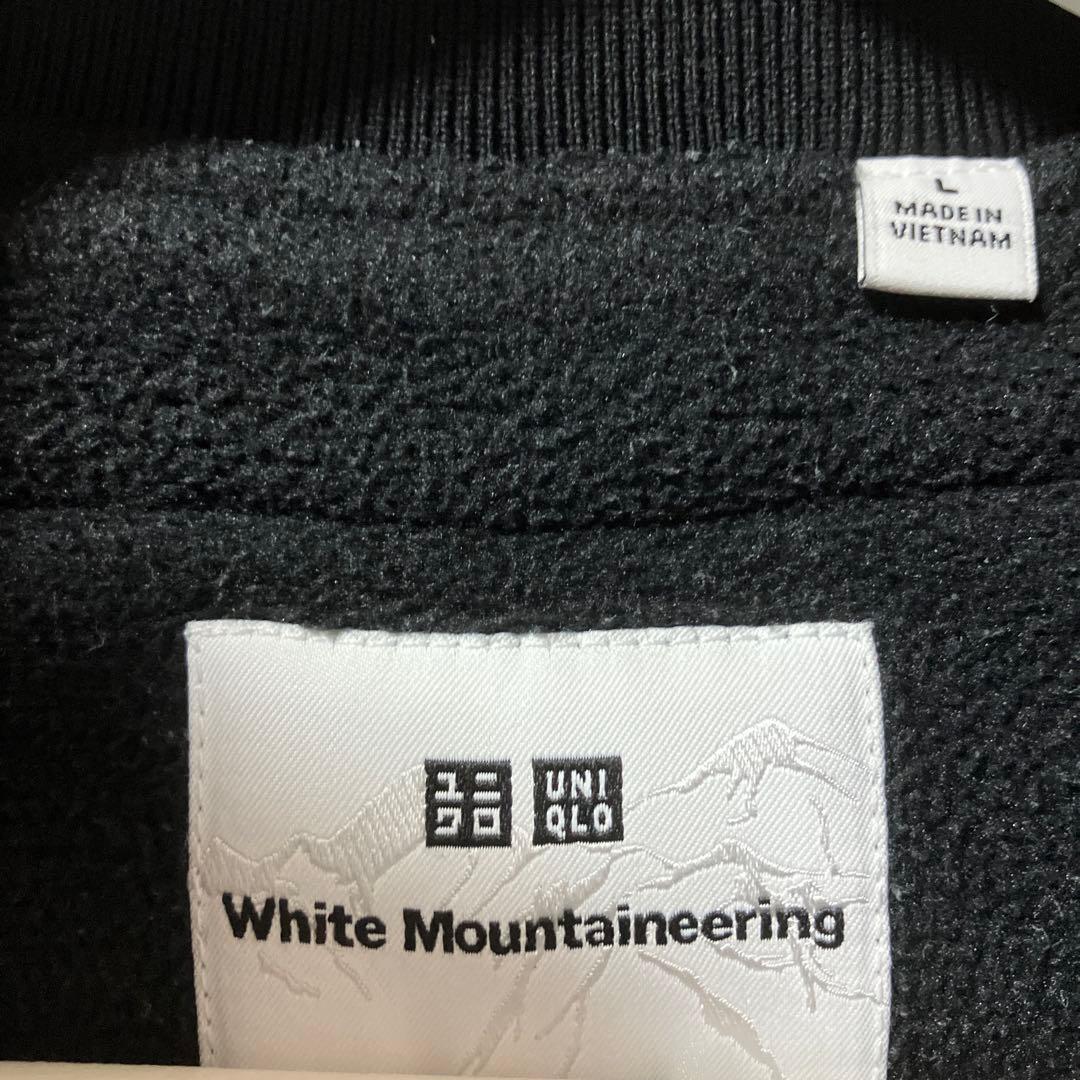 L
MADE IN
VIETNAM
ユニ
クロ
UNI
QLO
White Mountaineering